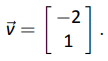 v⃗ = [ −2
1 ].